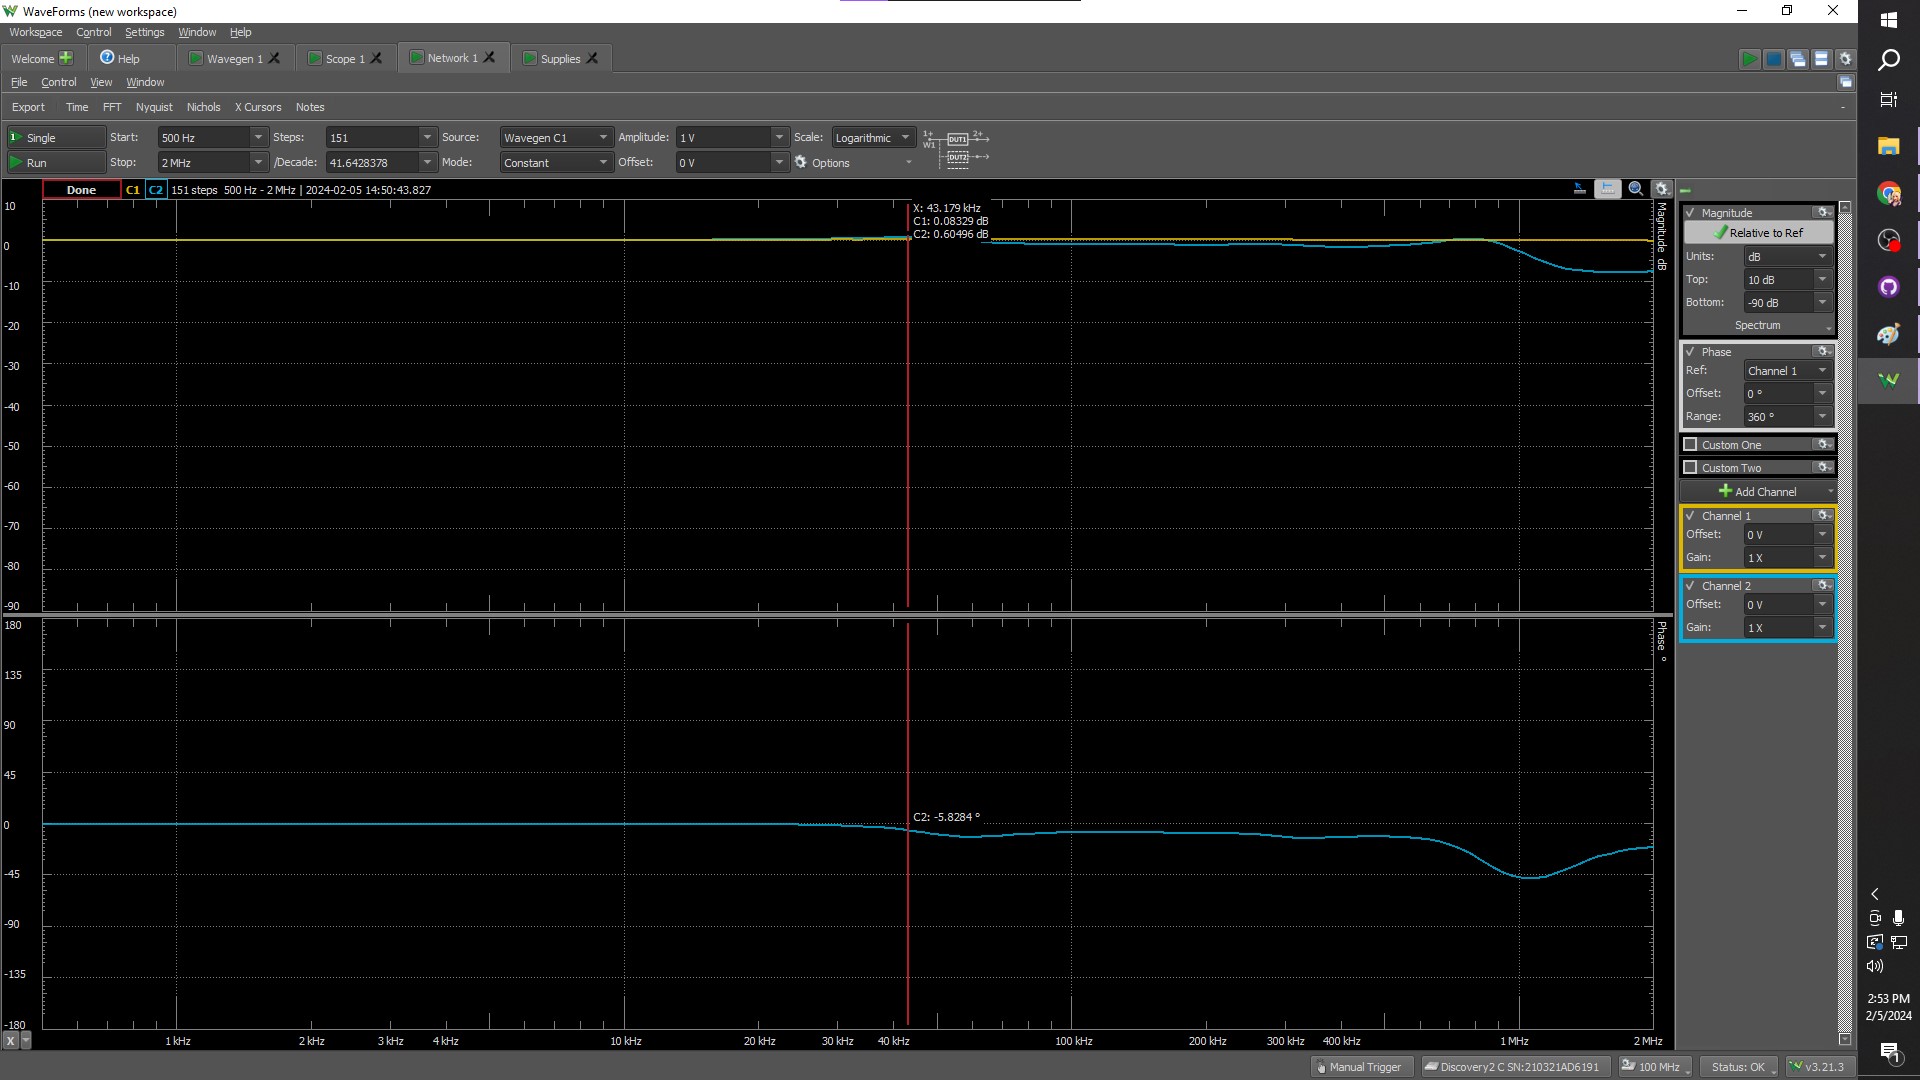 WaveForms (new workspace)
Workspace Control Settings Window Help
Welcome Help Wavegen 1 Scope 1 Network 1 Supplies
File Control View Window
Export Time FFT Nyquist Nichols X Cursors Notes
Single Start: 500 Hz Steps: 151 Source: Wavegen C1 Amplitude: 1 V Scale: Logarithmic
1+ 2+
W1 DUT1
DUT2
Run Stop: 2 MHz /Decade: 41.6428378 Mode: Constant Offset: 0 V Options
Done C1 C2 151 steps 500 Hz - 2 MHz | 2024-02-05 14:50:43.827
X: 43.179 kHz
C1: 0.08329 dB
C2: 0.60496 dB
10
0
-10
-20
-30
-40
-50
-60
-70
-80
-90
Magnitude dB
180
135
90
45
0
-45
-90
-135
-180
Phase °
C2: -5.8284 °
X
1 kHz 2 kHz 3 kHz 4 kHz 10 kHz 20 kHz 30 kHz 40 kHz 100 kHz 200 kHz 300 kHz 400 kHz 1 MHz 2 MHz
Magnitude
Relative to Ref
Units: dB
Top: 10 dB
Bottom: -90 dB
Spectrum
Phase
Ref: Channel 1
Offset: 0 °
Range: 360 °
Custom One
Custom Two
Add Channel
Channel 1
Offset: 0 V
Gain: 1 X
Channel 2
Offset: 0 V
Gain: 1 X
Manual Trigger Discovery2 C SN:210321AD6191 100 MHz Status: OK v3.21.3
2:53 PM
2/5/2024
1